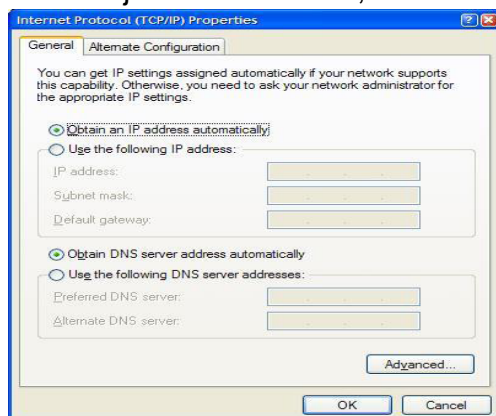 Internet Protocol (TCP/IP) Properties
General
Alternate Configuration
You can get IP settings assigned automatically if your network supports
this capability. Otherwise, you need to ask your network administrator for
the appropriate IP settings.
Obtain an IP address automatically
Use the following IP address:
IP address:
Subnet mask:
Default gateway:
Obtain DNS server address automatically
Use the following DNS server addresses:
Preferred DNS server:
Alternate DNS server:
Advanced...
OK
Cancel